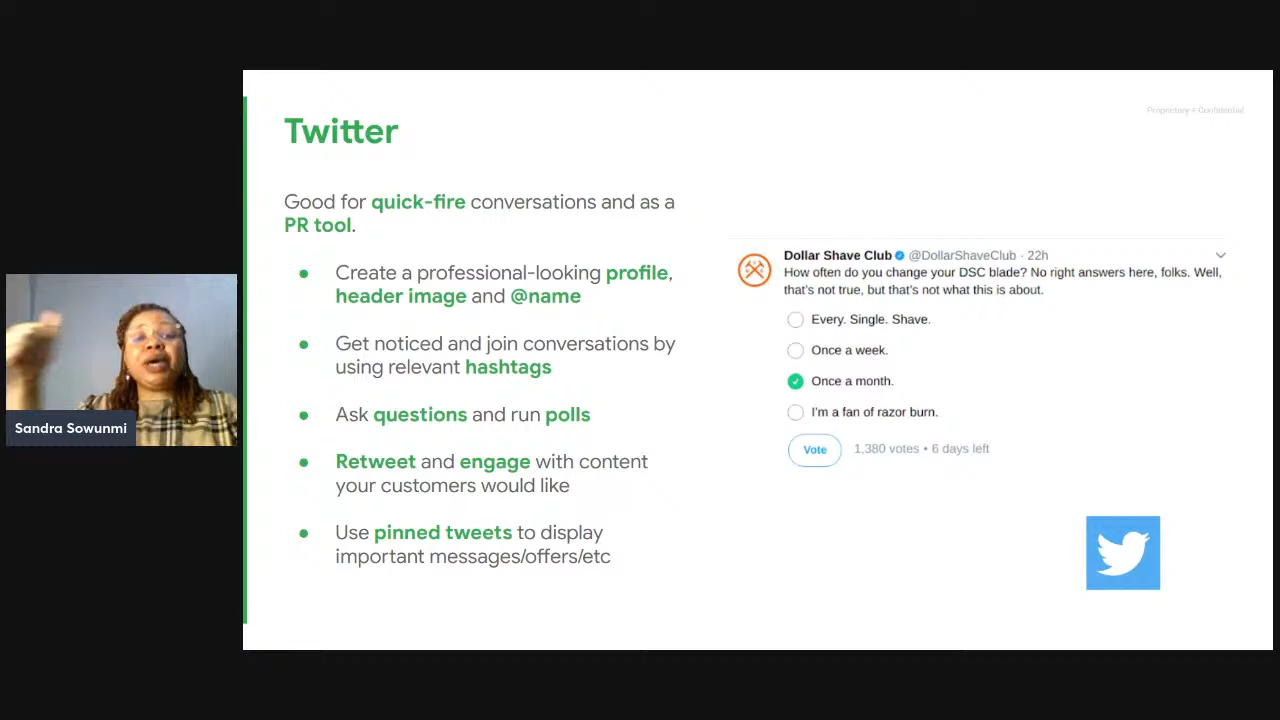 Proprietary + Confidential
Twitter
Good for quick-fire conversations and as a
PR tool.
● Create a professional-looking profile,
header image and @name
● Get noticed and join conversations by
using relevant hashtags
● Ask questions and run polls
● Retweet and engage with content
your customers would like
● Use pinned tweets to display
important messages/offers/etc
Dollar Shave Club @DollarShaveClub · 22h
How often do you change your DSC blade? No right answers here, folks. Well,
that's not true, but that's not what this is about.
Every. Single. Shave.
Once a week.
Once a month.
I'm a fan of razor burn.
Vote 1,380 votes • 6 days left
Sandra Sowunmi